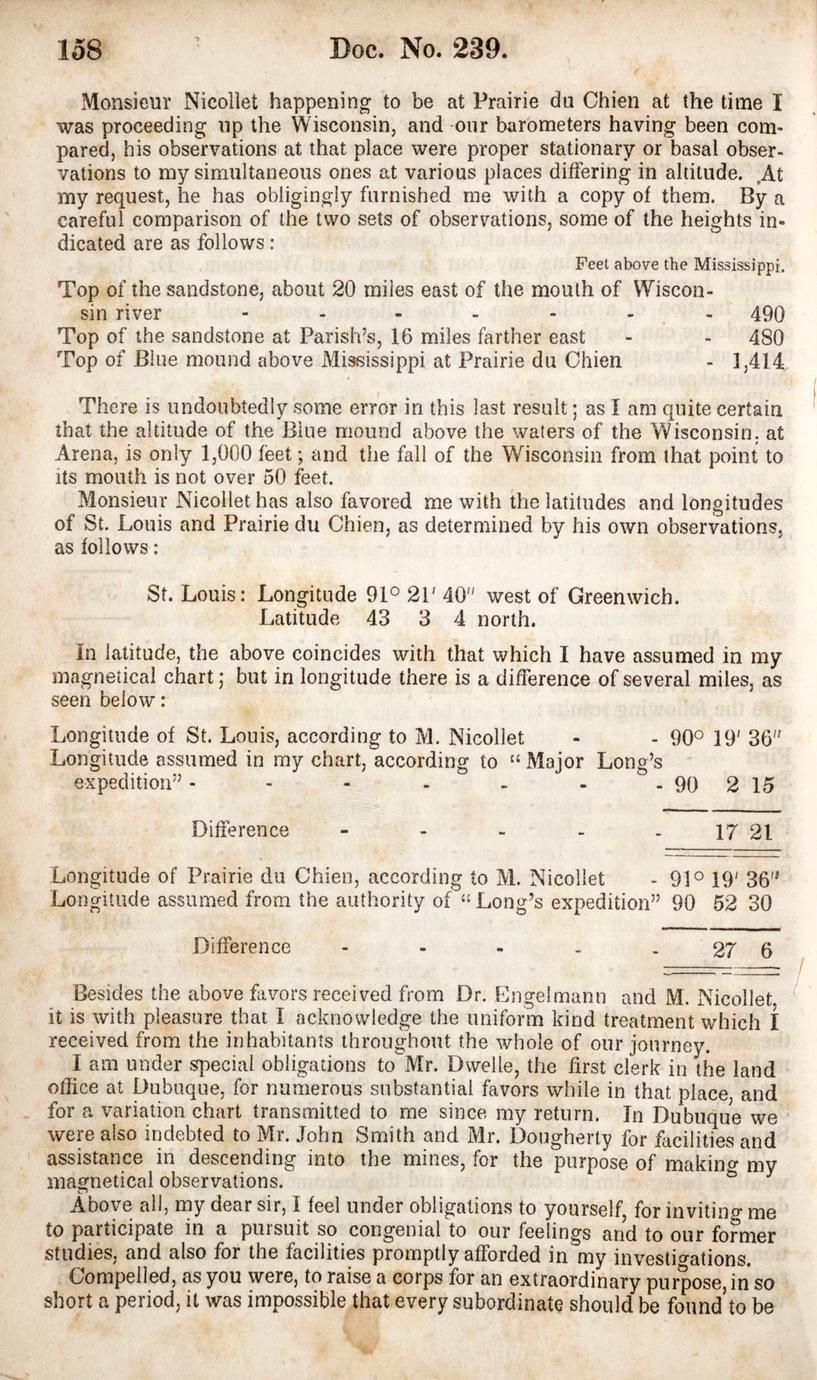 158 Doc. No. 239.
Monsieur Nicollet happening to be at Prairie du Chien at the time I
was proceeding up the Wisconsin, and our barometers having been com-
pared, his observations at that place were proper stationary or basal obser-
vations to my simultaneous ones at various places differing in altitude. At
my request, he has obligingly furnished me with a copy of them. By a
careful comparison of the two sets of observations, some of the heights in-
dicated are as follows:
Feet above the Mississippi.
Top of the sandstone, about 20 miles east of the mouth of Wiscon-
sin river - - - - - - - 490
Top of the sandstone at Parish's, 16 miles farther east - - 480
Top of Blue mound above Mississippi at Prairie du Chien - 1,414
There is undoubtedly some error in this last result; as I am quite certain
that the altitude of the Blue mound above the waters of the Wisconsin, at
Arena, is only 1,000 feet; and the fall of the Wisconsin from that point to
its mouth is not over 50 feet.
Monsieur Nicollet has also favored me with the latitudes and longitudes
of St. Louis and Prairie du Chien, as determined by his own observations,
as follows:
St. Louis: Longitude 91° 21' 40" west of Greenwich.
Latitude 43 3 4 north.
In latitude, the above coincides with that which I have assumed in my
magnetical chart; but in longitude there is a difference of several miles, as
seen below:
Longitude of St. Louis, according to M. Nicollet - - 90° 19' 36"
Longitude assumed in my chart, according to "Major Long's
expedition" - - - - - - - 90 2 15
Difference - - - - - 17 21
Longitude of Prairie du Chien, according to M. Nicollet - 91° 19' 36"
Longitude assumed from the authority of "Long's expedition" 90 52 30
Difference - - - - - 27 6
Besides the above favors received from Dr. Engelmann and M. Nicollet,
it is with pleasure that I acknowledge the uniform kind treatment which I
received from the inhabitants throughout the whole of our journey.
I am under special obligations to Mr. Dwelle, the first clerk in the land
office at Dubuque, for numerous substantial favors while in that place, and
for a variation chart transmitted to me since my return. In Dubuque we
were also indebted to Mr. John Smith and Mr. Dougherty for facilities and
assistance in descending into the mines, for the purpose of making my
magnetical observations.
Above all, my dear sir, I feel under obligations to yourself, for inviting me
to participate in a pursuit so congenial to our feelings and to our former
studies, and also for the facilities promptly afforded in my investigations.
Compelled, as you were, to raise a corps for an extraordinary purpose, in so
short a period, it was impossible that every subordinate should be found to be